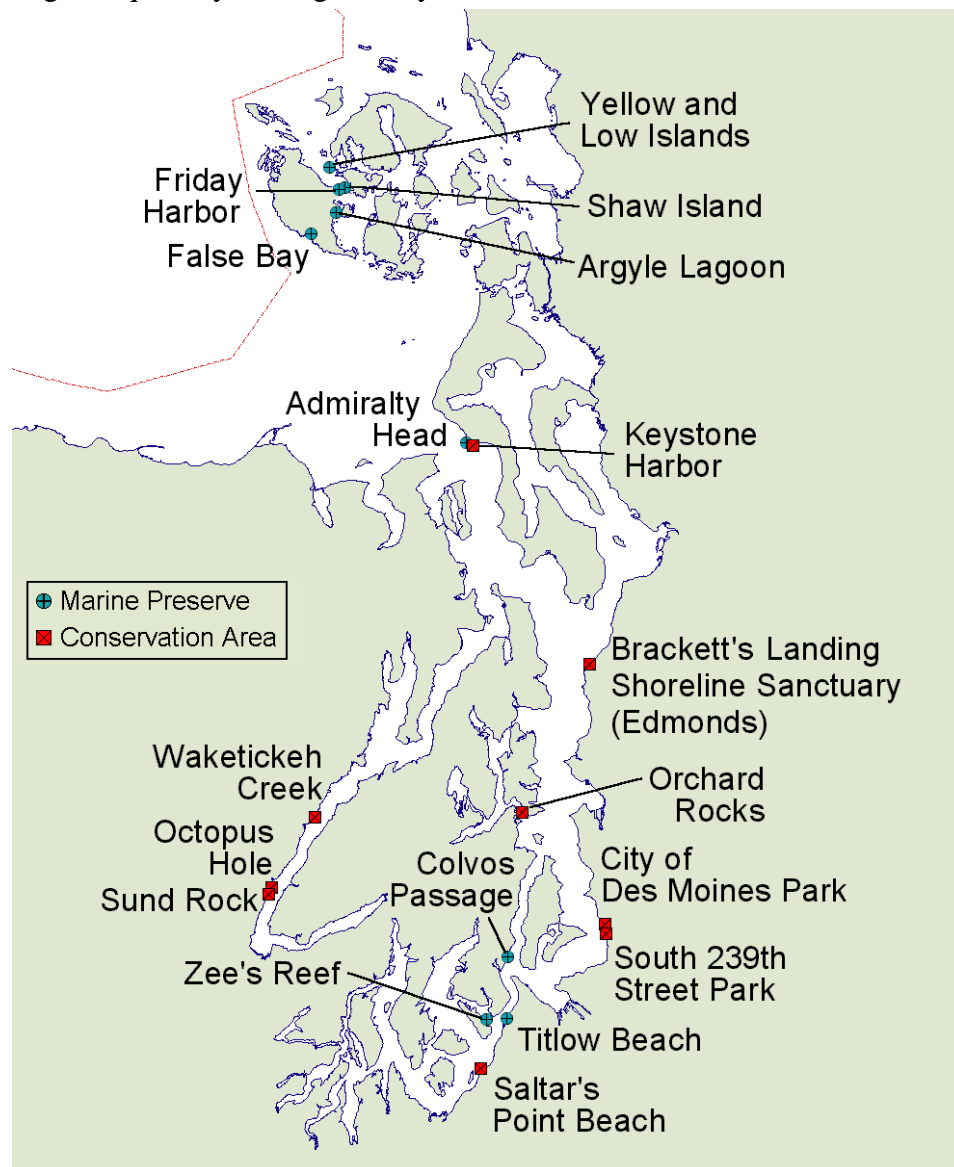 Yellow and
Low Islands
Friday
Harbor
Shaw Island
False Bay
Argyle Lagoon
Admiralty
Head
Keystone
Harbor
Marine Preserve
Conservation Area
Brackett's Landing
Shoreline Sanctuary
(Edmonds)
Waketickeh
Creek
Orchard
Rocks
Octopus
Hole
Sund Rock
Colvos
Passage
City of
Des Moines Park
Zee's Reef
South 239th
Street Park
Titlow Beach
Saltar's
Point Beach